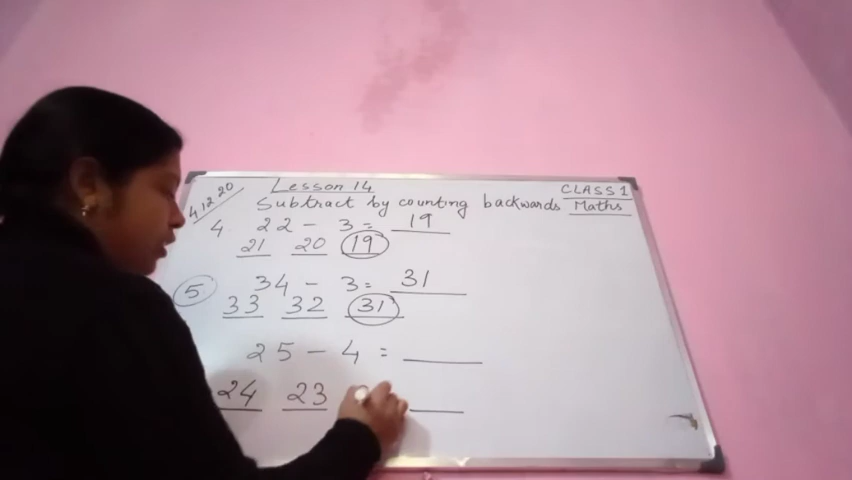 Lesson 14
CLASS 1
4 12 20
Subtract by counting backwards Maths
4 22 - 3 = 19
21 20 19
5 34 - 3 = 31
33 32 31
25 - 4 =
24 23